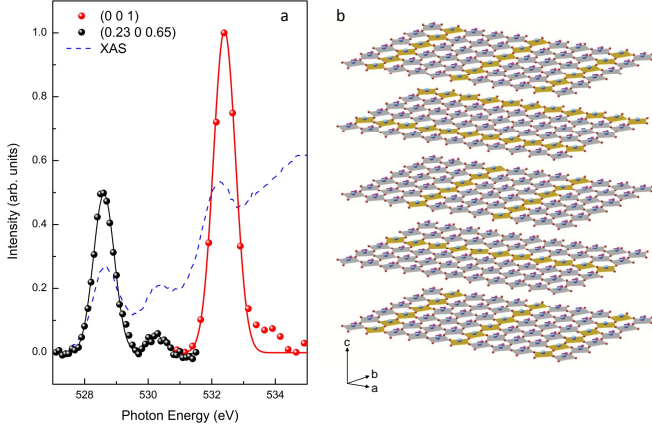 a
(0 0 1)
(0.23 0 0.65)
XAS
Intensity (arb. units)
1.0
0.8
0.6
0.4
0.2
0.0
528
530
532
534
Photon Energy (eV)
b
c
b
a